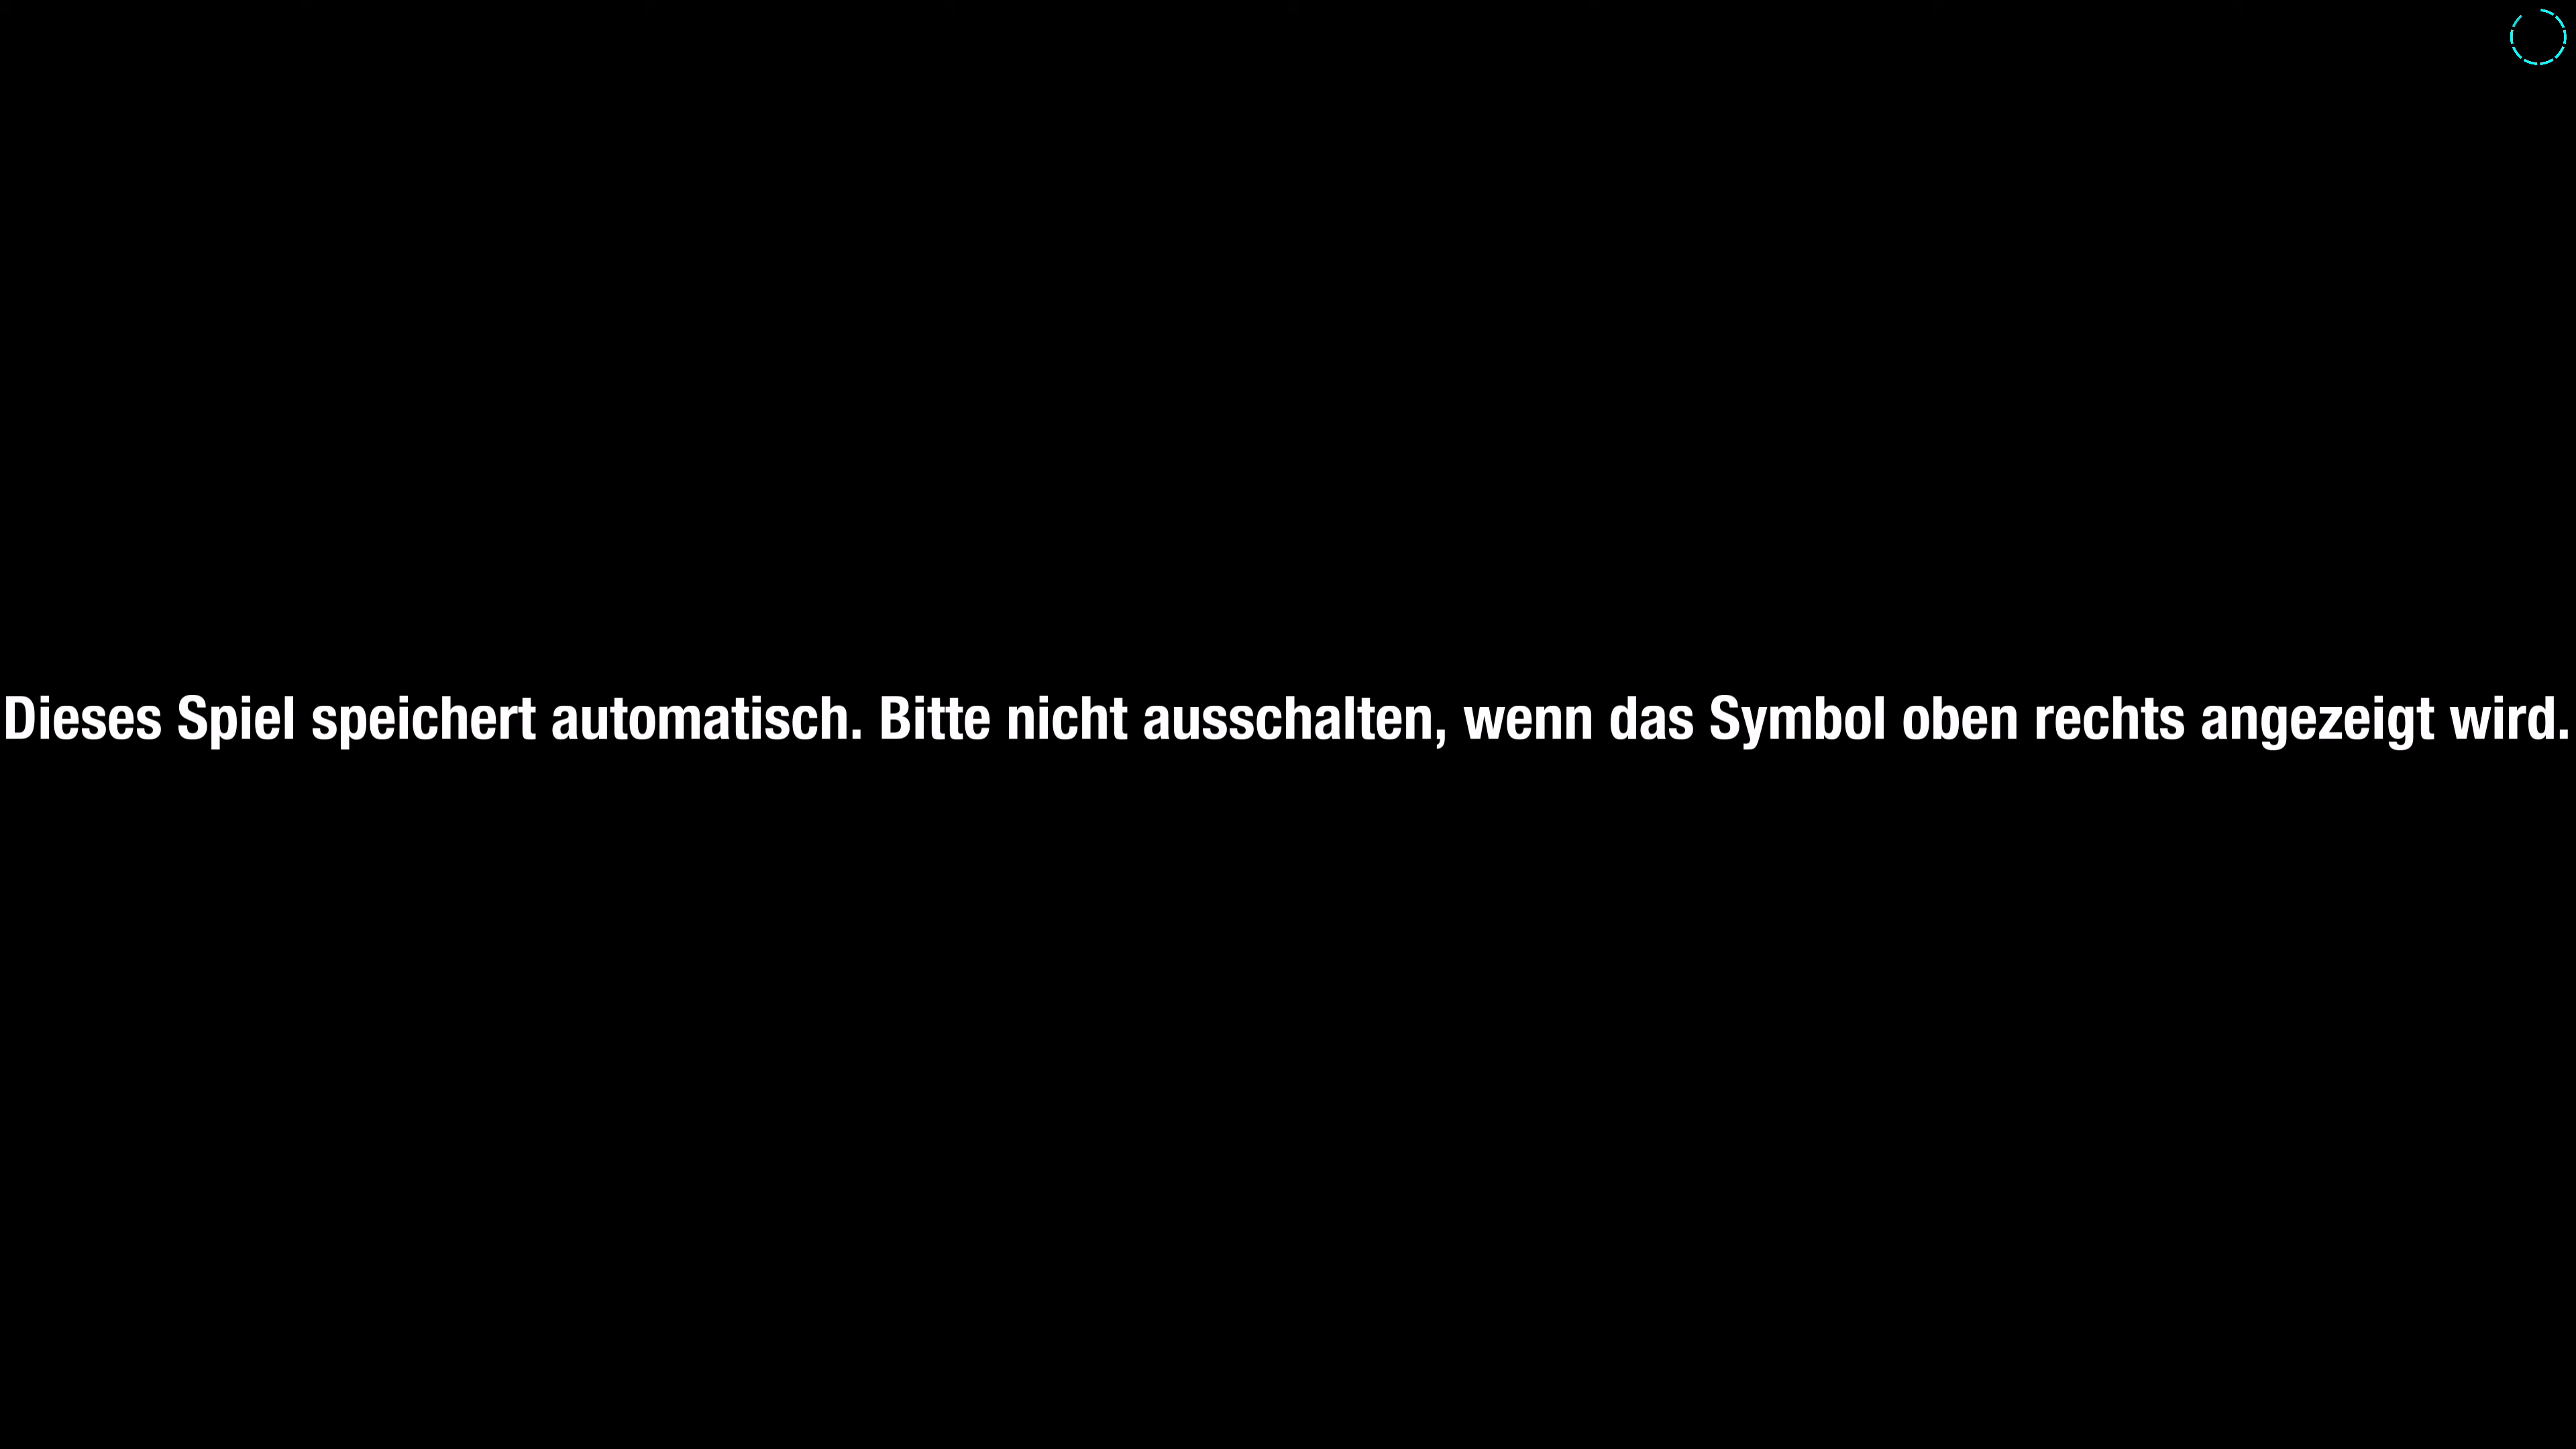 Dieses Spiel speichert automatisch. Bitte nicht ausschalten, wenn das Symbol oben rechts angezeigt wird.